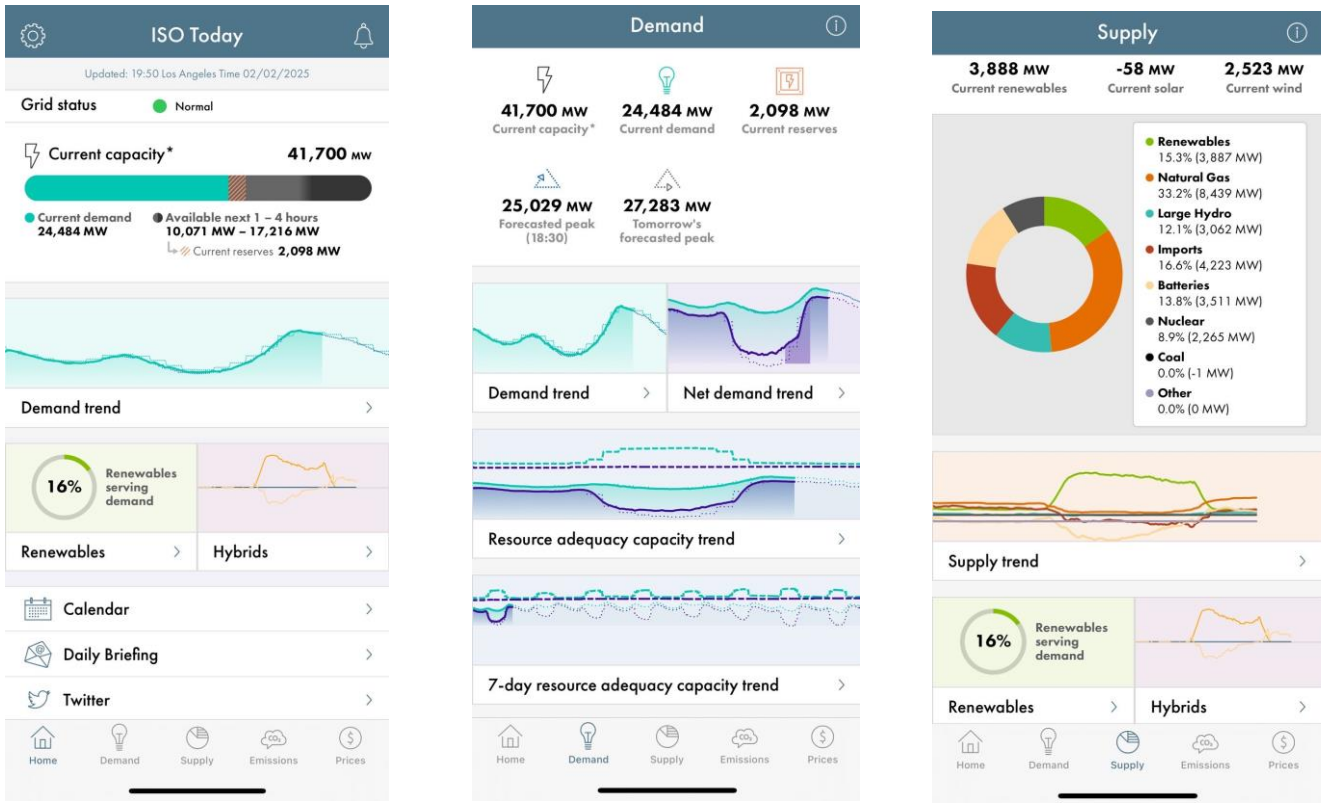 ISO Today
Updated: 19:50 Los Angeles Time 02/02/2025
Grid status
Normal
Current capacity*
41,700 MW
Current demand
24,484 MW
Available next 1 – 4 hours
10,071 MW – 17,216 MW
Current reserves 2,098 MW
Demand trend
16%
Renewables
serving
demand
Renewables
Hybrids
Calendar
Daily Briefing
Twitter
Home
Demand
Supply
CO₂
Emissions
$
Prices
Demand
41,700 MW
Current capacity*
24,484 MW
Current demand
2,098 MW
Current reserves
25,029 MW
Forecasted peak
(18:30)
27,283 MW
Tomorrow's
forecasted peak
Demand trend
Net demand trend
Resource adequacy capacity trend
7-day resource adequacy capacity trend
Home
Demand
Supply
CO₂
Emissions
$
Prices
Supply
3,888 MW
Current renewables
-58 MW
Current solar
2,523 MW
Current wind
Renewables
15.3% (3,887 MW)
Natural Gas
33.2% (8,439 MW)
Large Hydro
12.1% (3,062 MW)
Imports
16.6% (4,223 MW)
Batteries
13.8% (3,511 MW)
Nuclear
8.9% (2,265 MW)
Coal
0.0% (-1 MW)
Other
0.0% (0 MW)
Supply trend
16%
Renewables
serving
demand
Renewables
Hybrids
Home
Demand
Supply
CO₂
Emissions
$
Prices